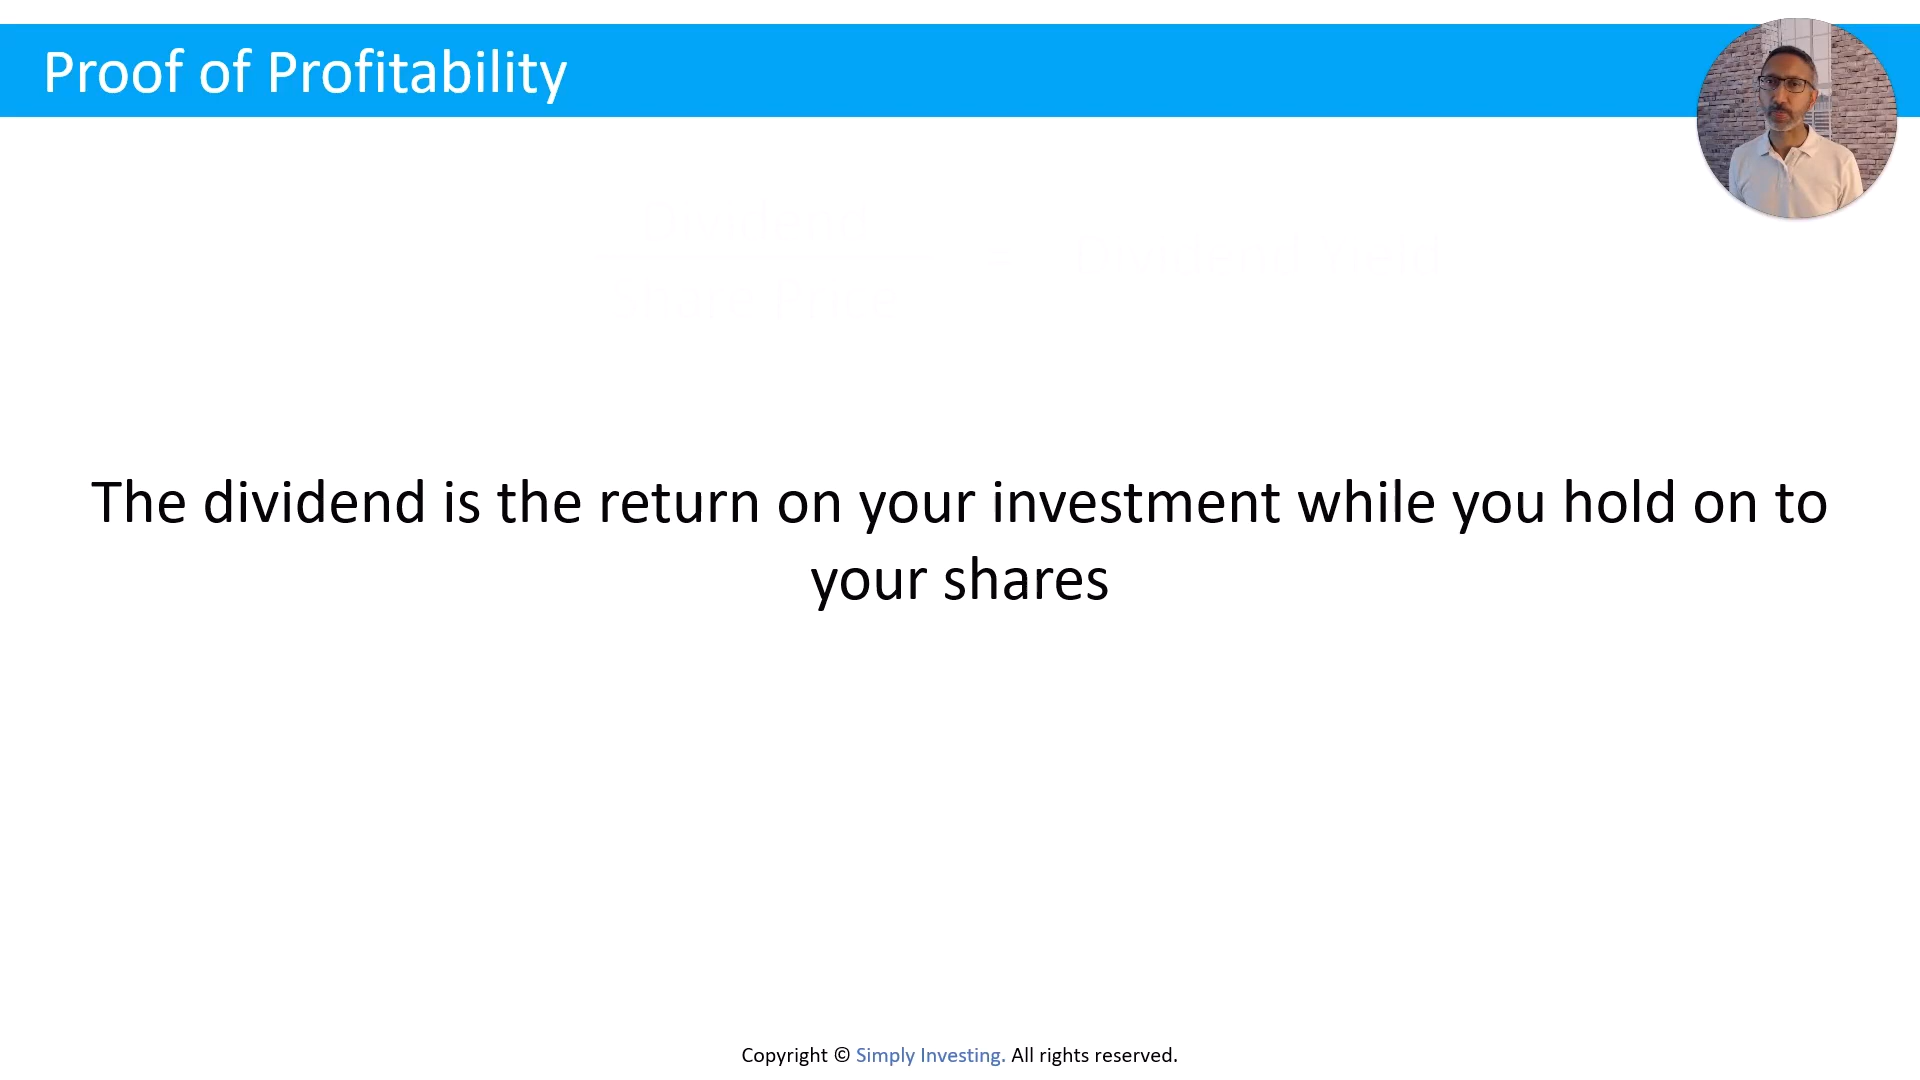 Proof of Profitability
Dividend
Share Price
Dividend Yield
The dividend is the return on your investment while you hold on to
your shares
Copyright © Simply Investing. All rights reserved.